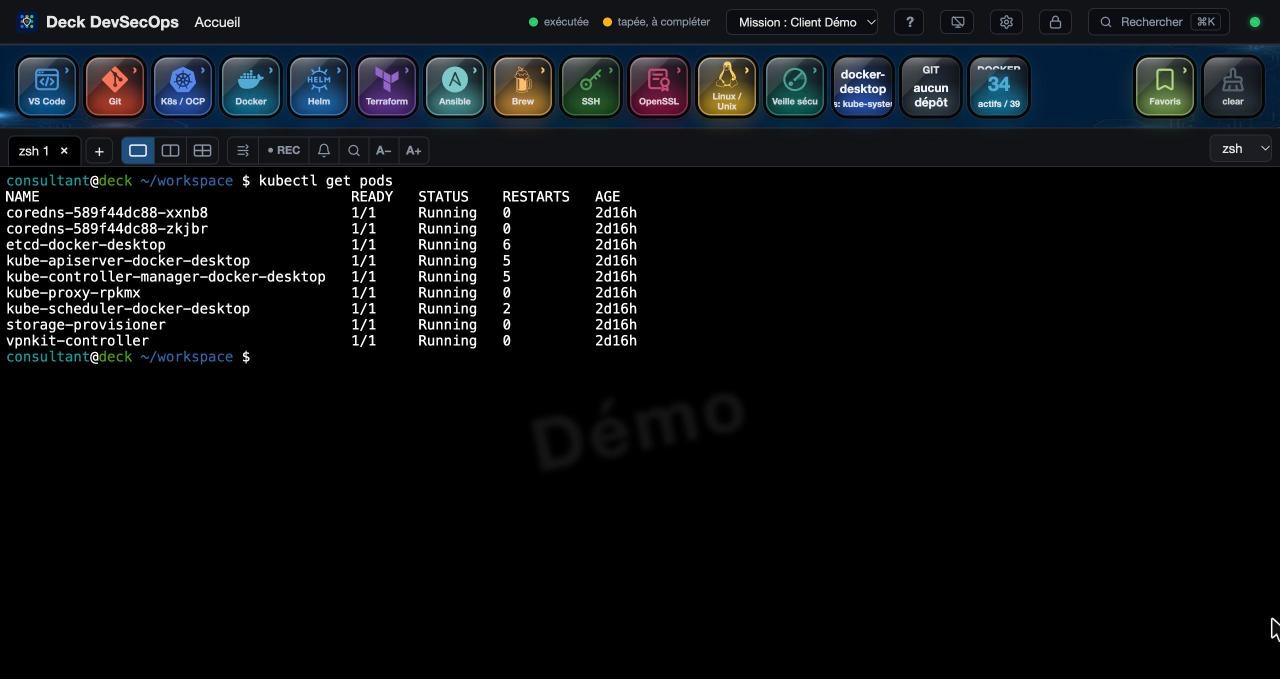 Deck DevSecOps Accueil exécutée tapée, à compléter Mission : Client Démo ? Rechercher ⌘K
VS Code Git K8s / OCP Docker HELM Helm Terraform Ansible Brew SSH OpenSSL Linux / Unix Veille sécu
docker-desktop
s: kube-syster
GIT
aucun
dépôt
DOCKER
34
actifs / 39
Favoris clear
zsh 1 × + • REC A− A+ zsh
consultant@deck ~/workspace $ kubectl get pods
NAME READY STATUS RESTARTS AGE
coredns-589f44dc88-xxnb8 1/1 Running 0 2d16h
coredns-589f44dc88-zkjbr 1/1 Running 0 2d16h
etcd-docker-desktop 1/1 Running 6 2d16h
kube-apiserver-docker-desktop 1/1 Running 5 2d16h
kube-controller-manager-docker-desktop 1/1 Running 5 2d16h
kube-proxy-rpkmx 1/1 Running 0 2d16h
kube-scheduler-docker-desktop 1/1 Running 2 2d16h
storage-provisioner 1/1 Running 0 2d16h
vpnkit-controller 1/1 Running 0 2d16h
consultant@deck ~/workspace $
Démo